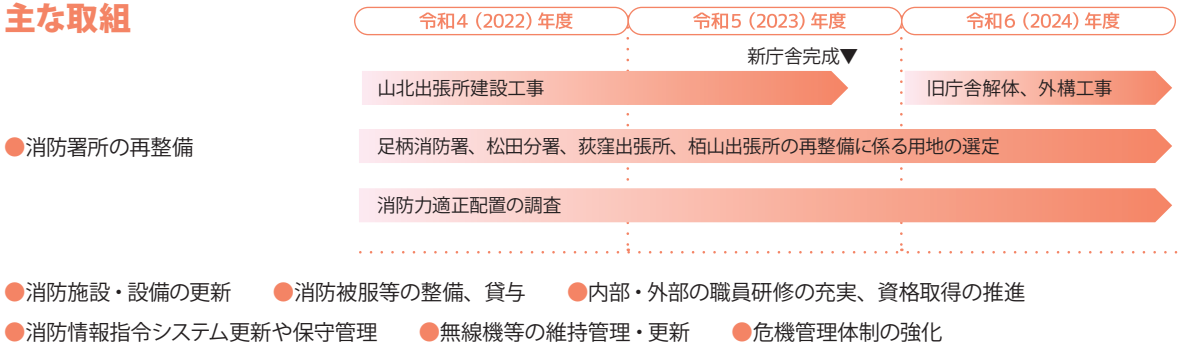 主な取組
令和4（2022）年度
令和5（2023）年度
令和6（2024）年度
新庁舎完成▼
山北出張所建設工事
旧庁舎解体、外構工事
●消防署所の再整備
足柄消防署、松田分署、荻窪出張所、栢山出張所の再整備に係る用地の選定
消防力適正配置の調査
●消防施設・設備の更新 ●消防被服等の整備、貸与 ●内部・外部の職員研修の充実、資格取得の推進
●消防情報指令システム更新や保守管理 ●無線機等の維持管理・更新 ●危機管理体制の強化